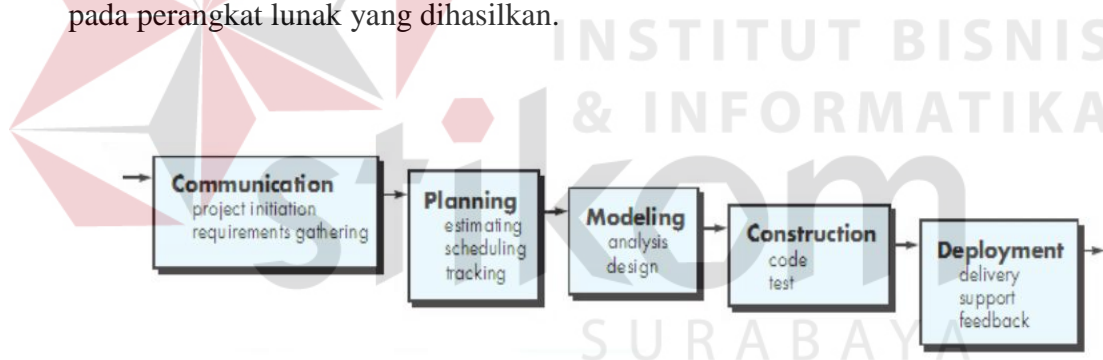 pada perangkat lunak yang dihasilkan.
INSTITUT BISNIS
& INFORMATIKA
stikom
SURABAYA
Communication
project initiation
requirements gathering
Planning
estimating
scheduling
tracking
Modeling
analysis
design
Construction
code
test
Deployment
delivery
support
feedback